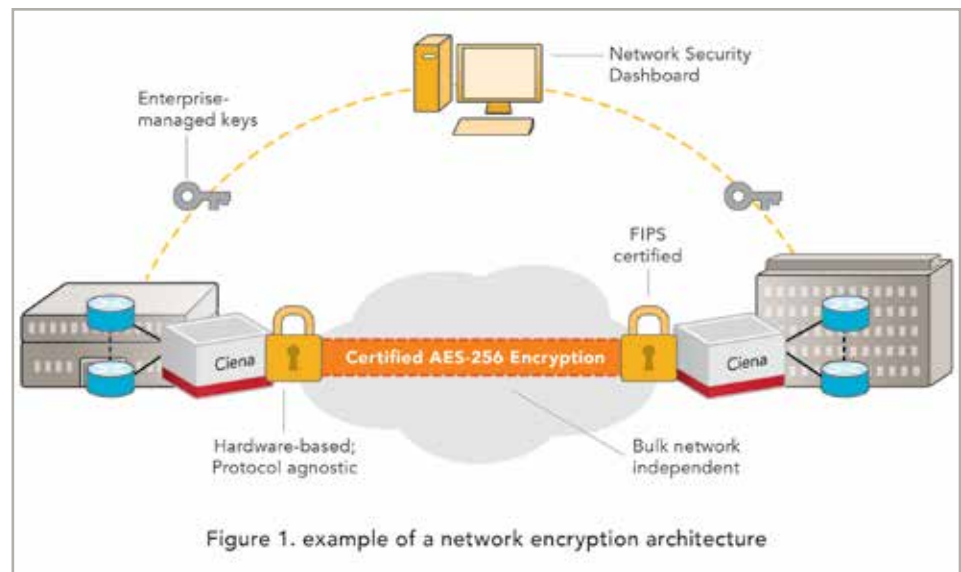 Network Security
Dashboard
Enterprise-
managed keys
FIPS
certified
Certified AES-256 Encryption
Ciena
Ciena
Hardware-based;
Protocol agnostic
Bulk network
independent
Figure 1. example of a network encryption architecture